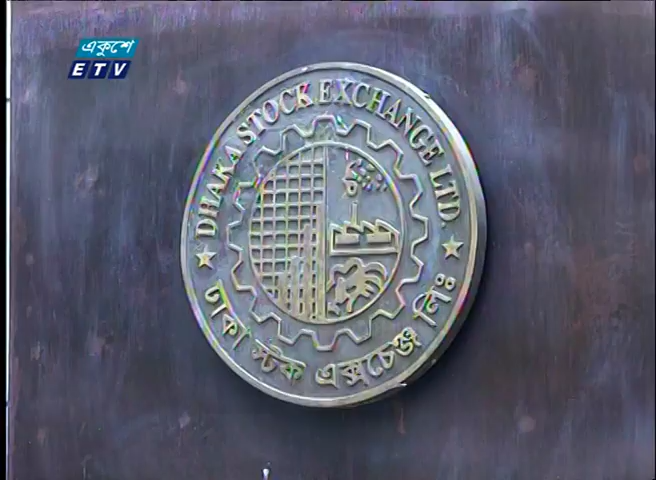 একুশে
ETV
DHAKA STOCK EXCHANGE LTD.
ঢাকা স্টক এক্সচেঞ্জ লিঃ